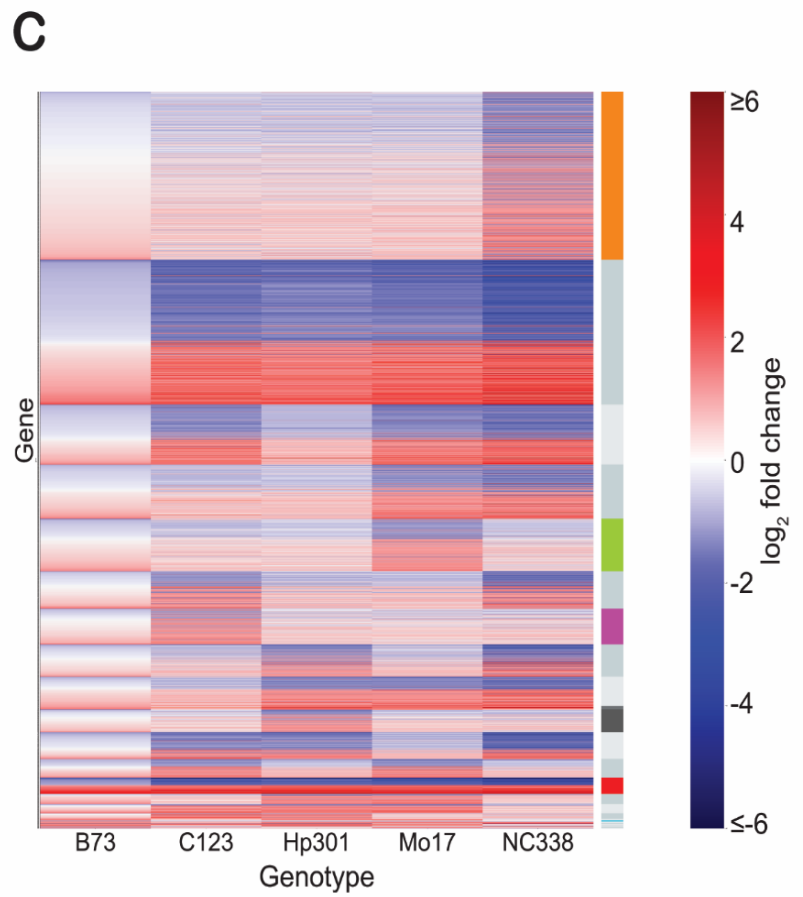 C
≥6
4
2
0
-2
-4
≤-6
log2 fold change
Gene
B73 C123 Hp301 Mo17 NC338
Genotype